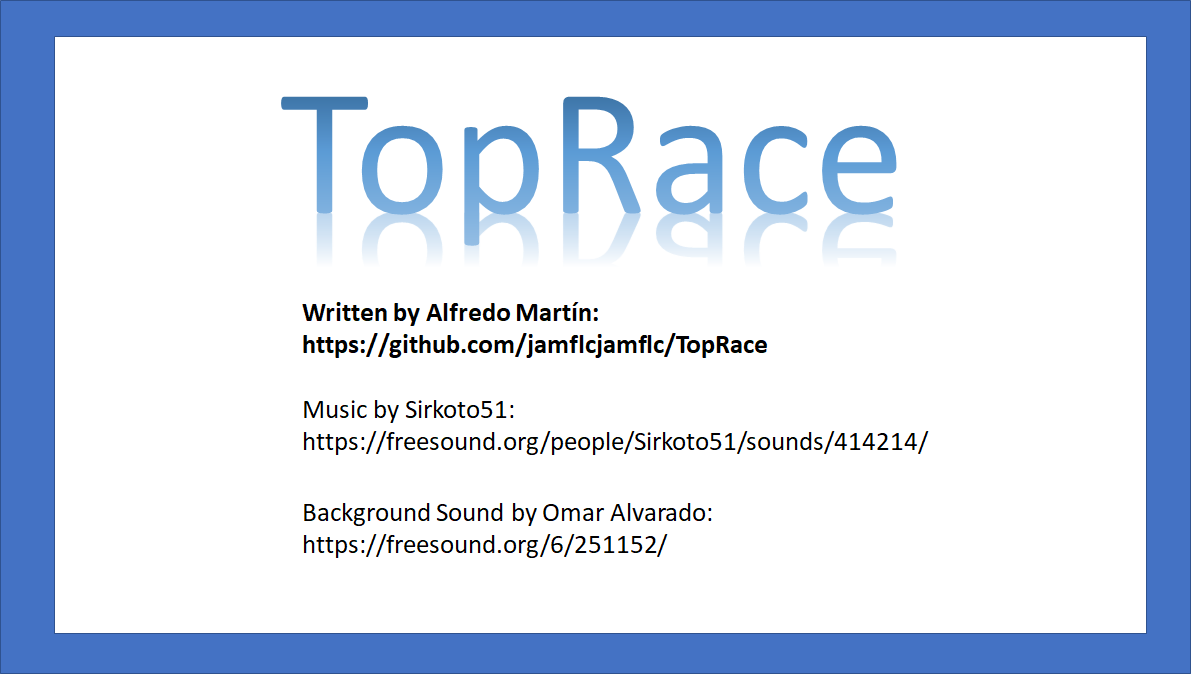 TopRace
Written by Alfredo Martín:
https://github.com/jamflcjamflc/TopRace
Music by Sirkoto51:
https://freesound.org/people/Sirkoto51/sounds/414214/
Background Sound by Omar Alvarado:
https://freesound.org/6/251152/